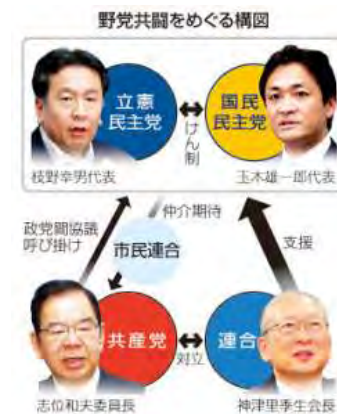 野党共闘をめぐる構図
立憲
民主党
国民
民主党
けん制
枝野幸男代表
玉木雄一郎代表
政党間協議
呼び掛け
仲介期待
市民連合
支援
共産党
連合
対立
志位和夫委員長
神津里季生会長